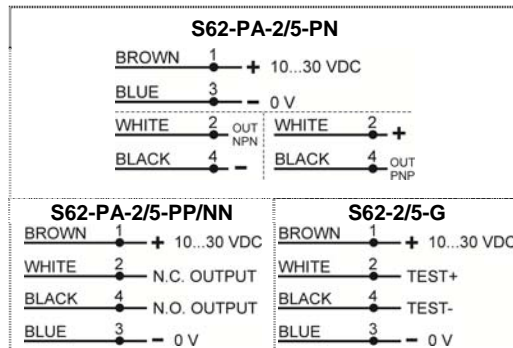 S62-PA-2/5-PN
BROWN 1 + 10...30 VDC
BLUE 3 - 0 V
WHITE 2 OUT NPN
BLACK 4 -
WHITE 2 +
BLACK 4 OUT PNP
S62-PA-2/5-PP/NN
BROWN 1 + 10...30 VDC
WHITE 2 N.C. OUTPUT
BLACK 4 N.O. OUTPUT
BLUE 3 - 0 V
S62-2/5-G
BROWN 1 + 10...30 VDC
WHITE 2 TEST+
BLACK 4 TEST-
BLUE 3 - 0 V